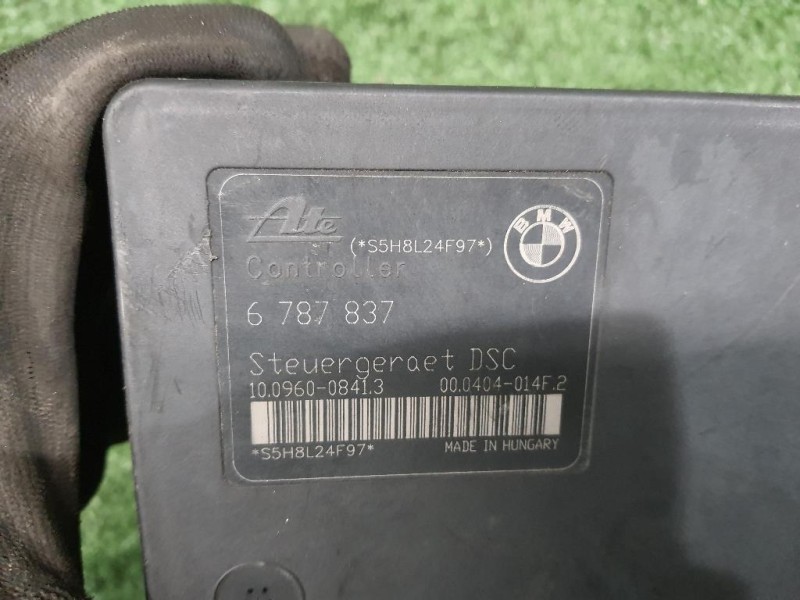 Ate (*S5H8L24F97*) BMW
Controller
6 787 837
Steuergeraet DSC
10.0960-0841.3 00.0404-014F.2
*S5H8L24F97* MADE IN HUNGARY